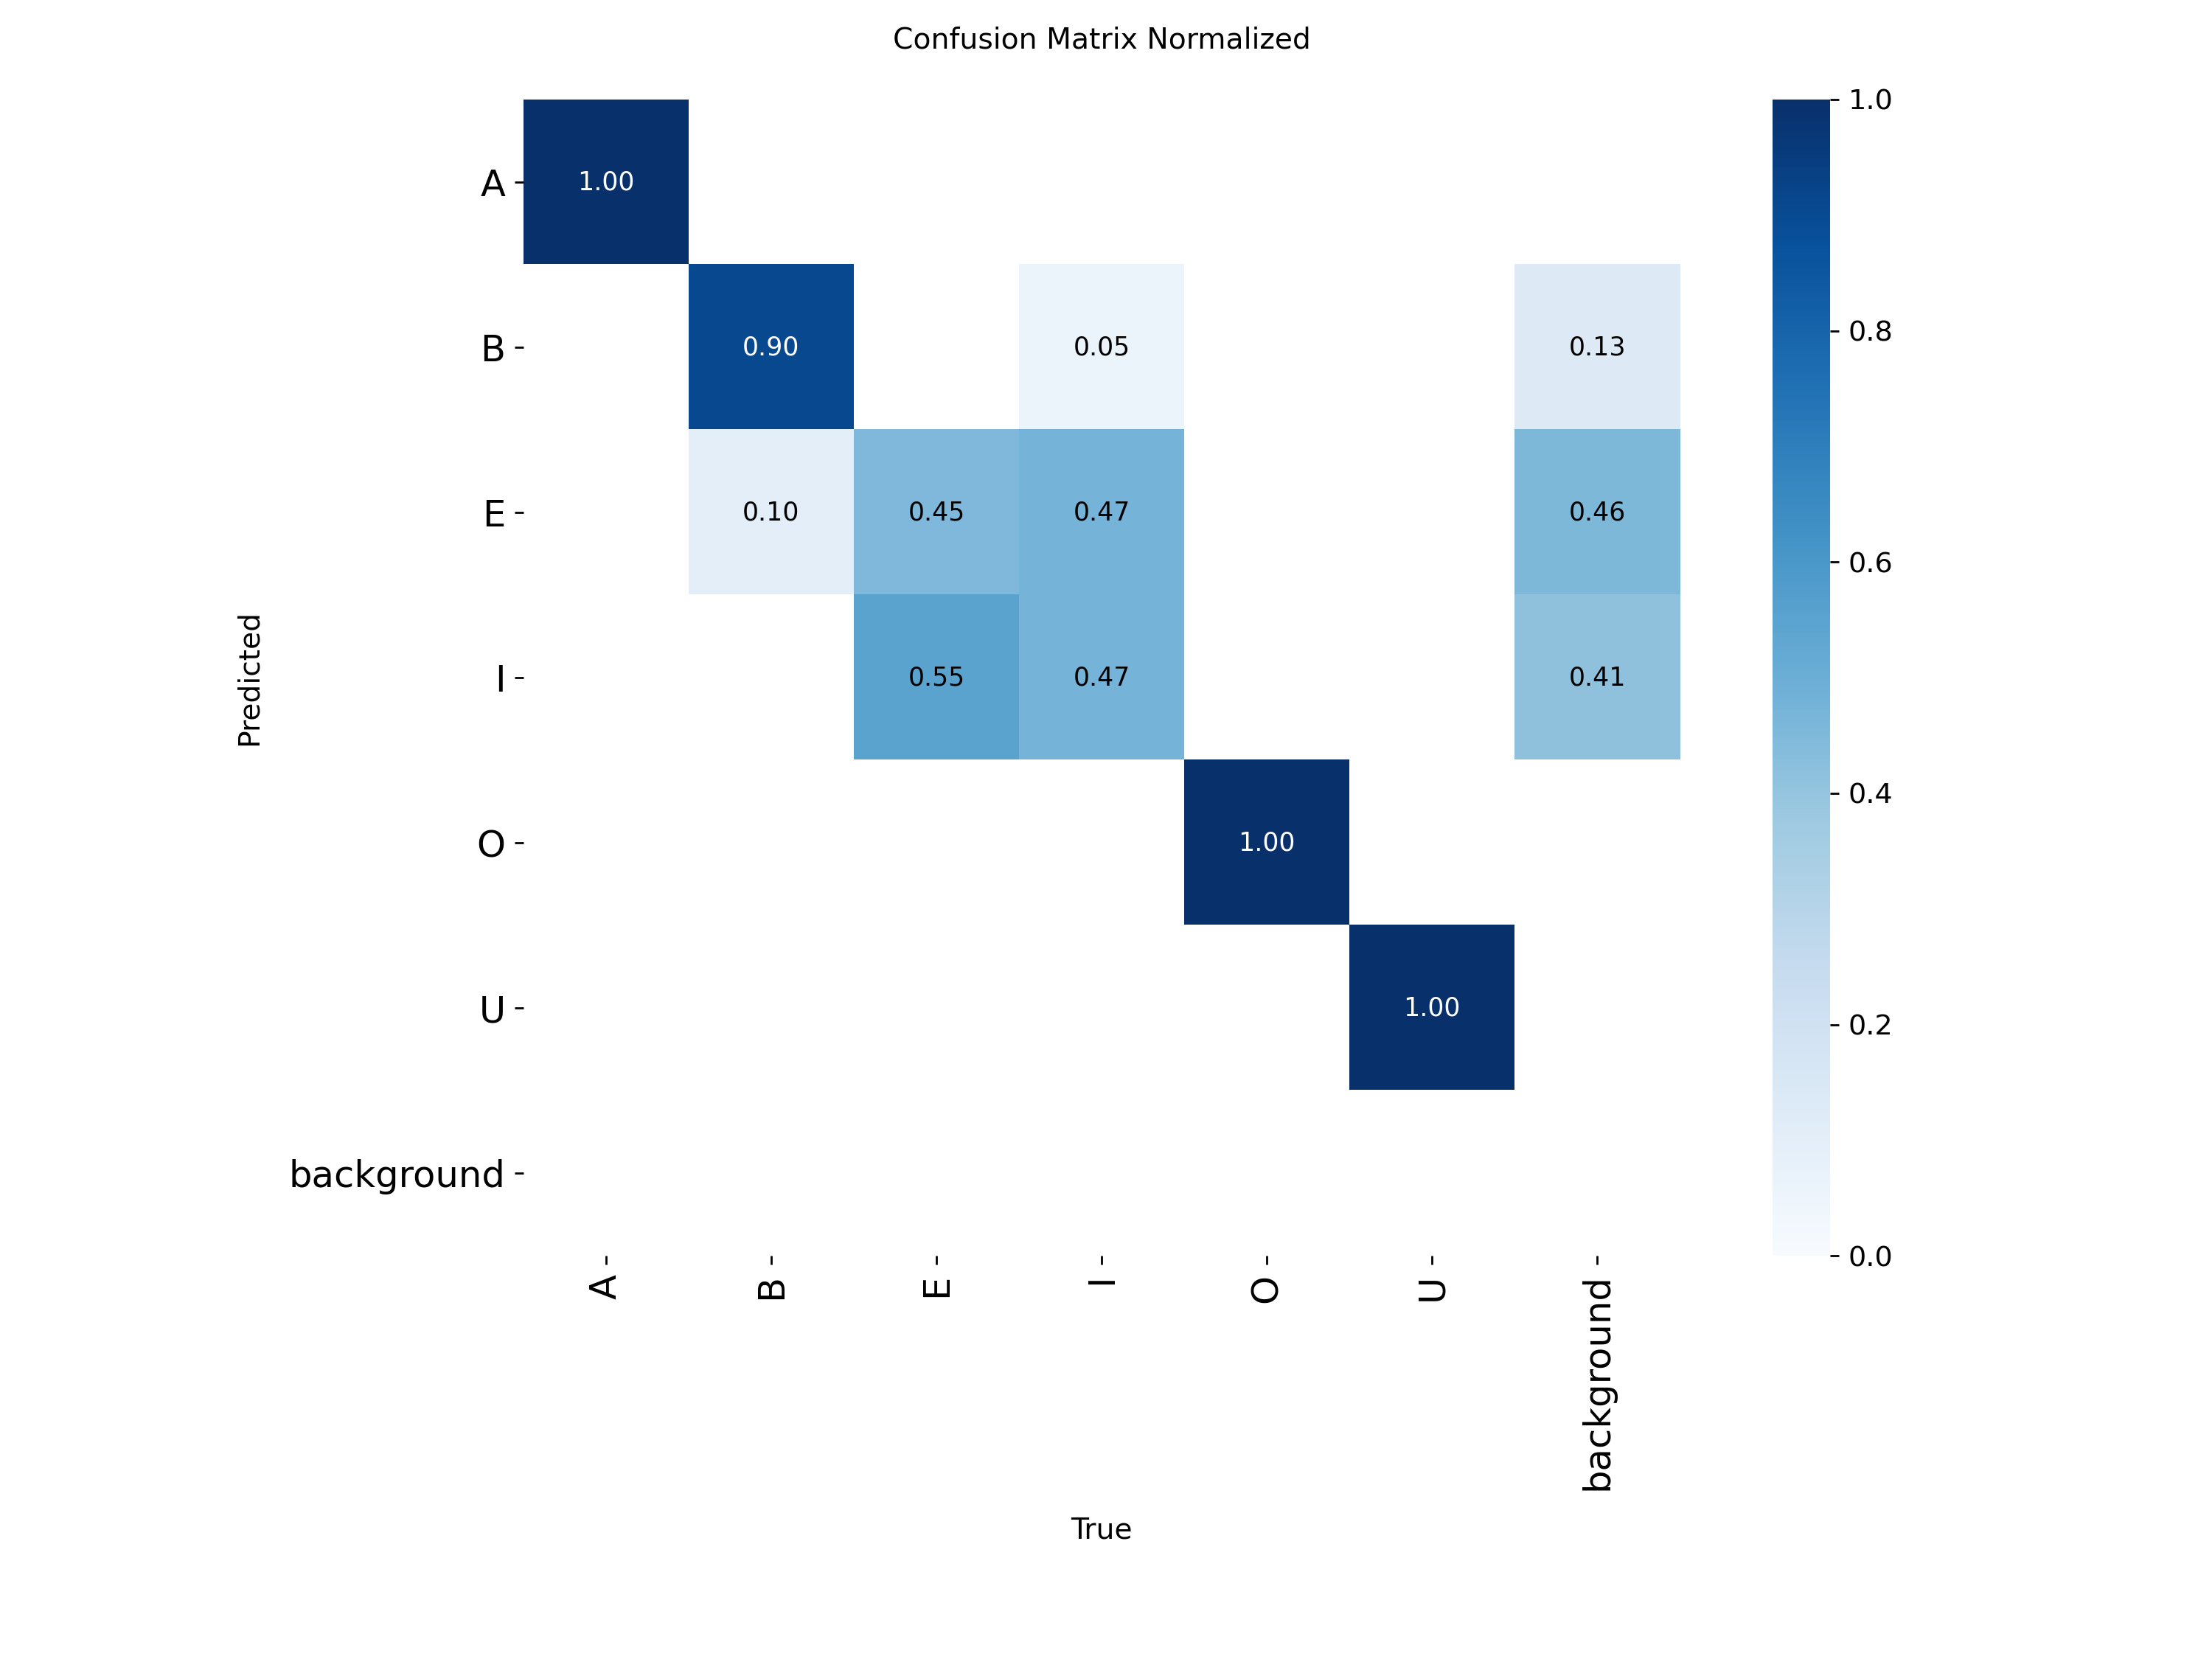 Confusion Matrix Normalized
A
1.00
B
0.90
0.05
0.13
E
0.10
0.45
0.47
0.46
I
0.55
0.47
0.41
O
1.00
U
1.00
background
A
B
E
I
O
U
background
Predicted
True
1.0
0.8
0.6
0.4
0.2
0.0